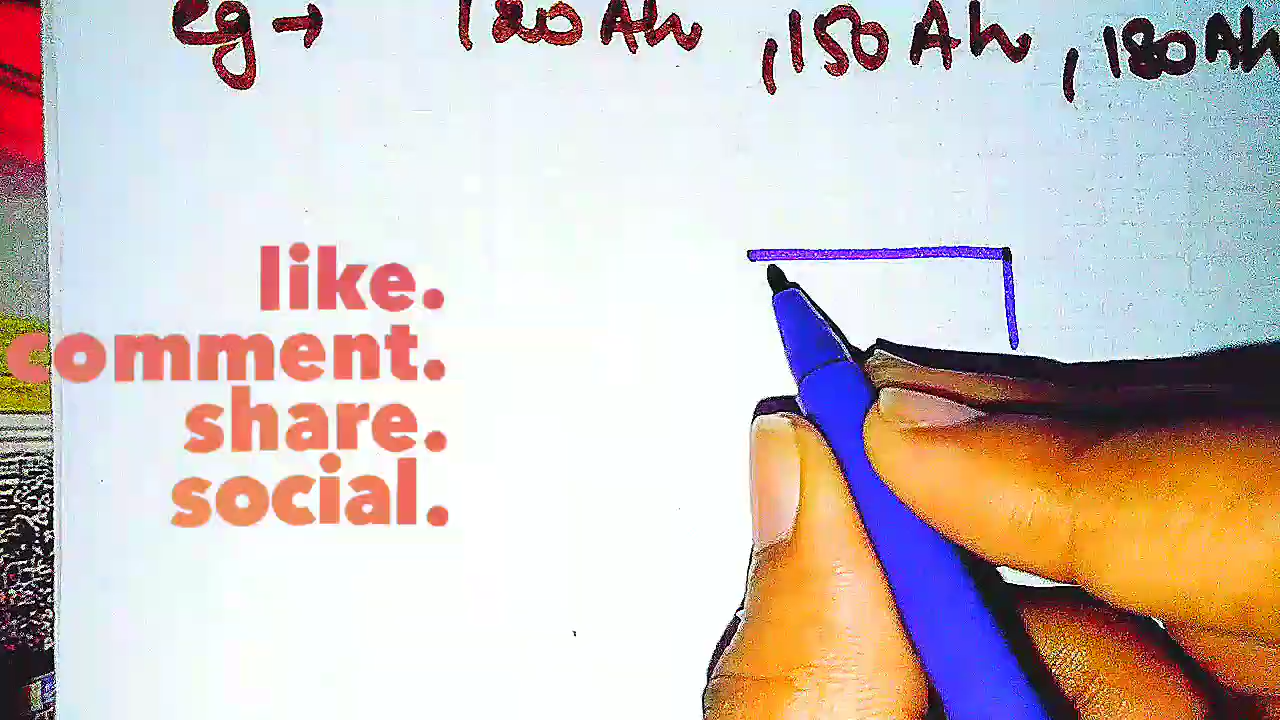 eg → 120 Ah , 150 Ah , 180 Ah
like.
comment.
share.
social.